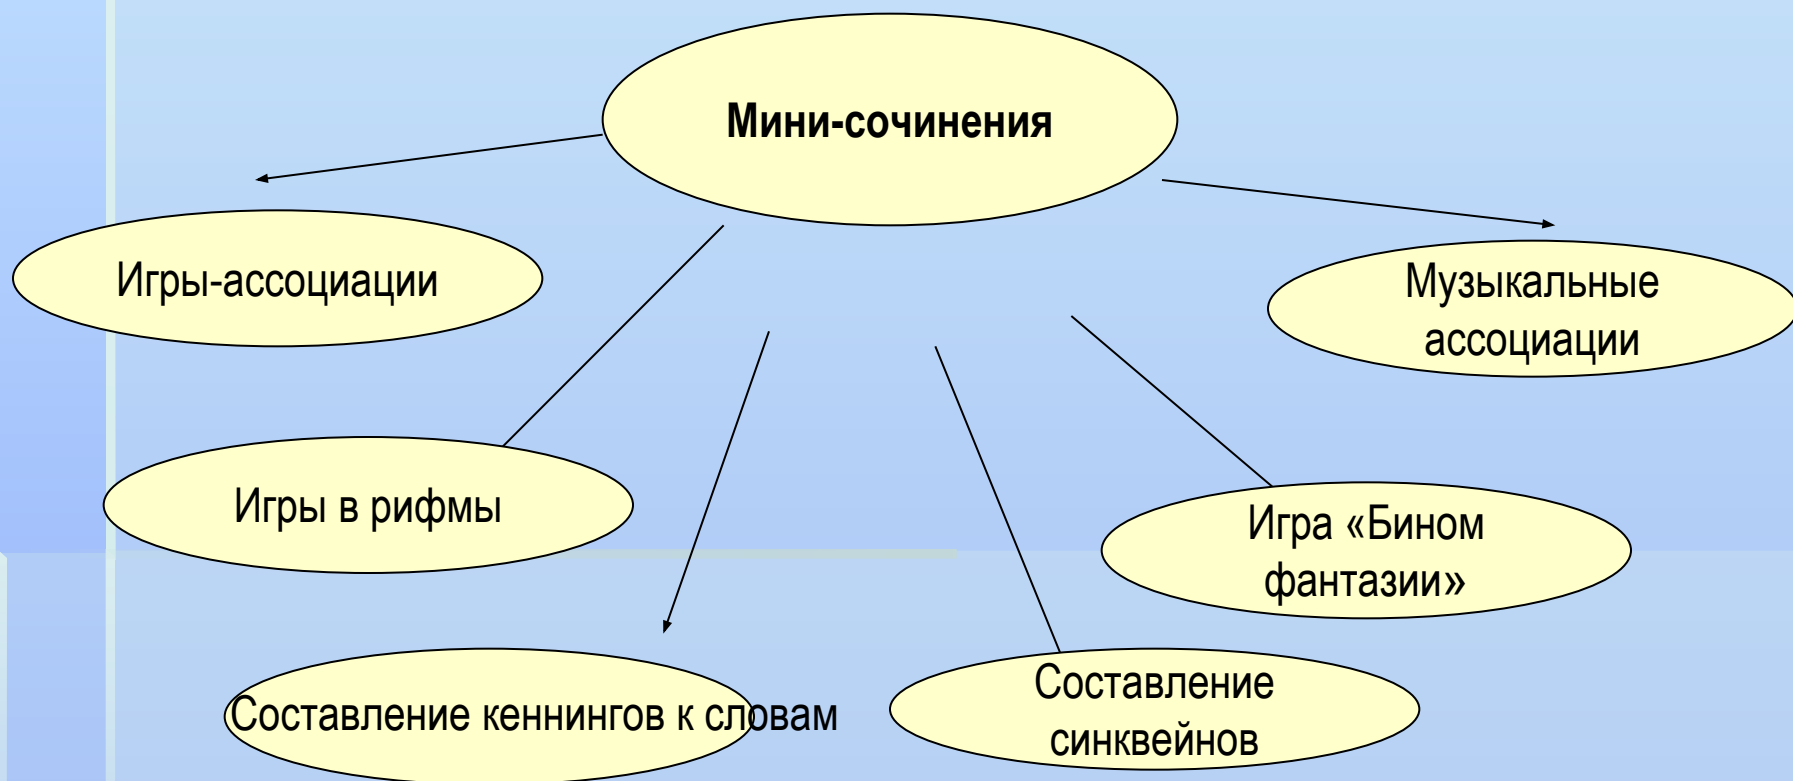 Мини-сочинения
Игры-ассоциации
Музыкальные
ассоциации
Игры в рифмы
Игра «Бином
фантазии»
Составление кеннингов к словам
Составление
синквейнов